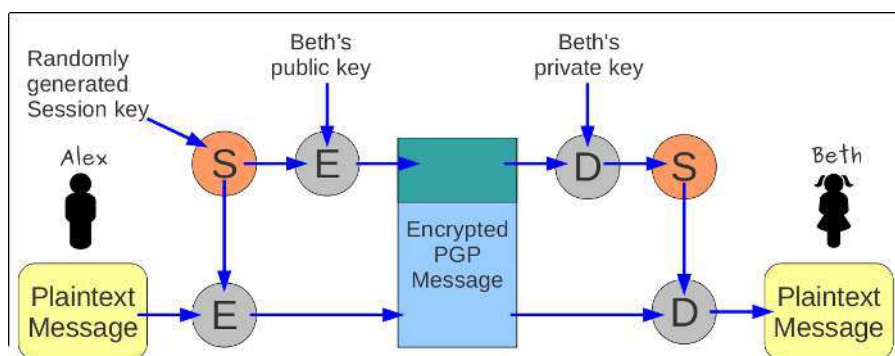 Randomly
generated
Session key
Beth's
public key
Beth's
private key
Alex
Beth
S
E
D
S
Encrypted
PGP
Message
Plaintext
Message
E
D
Plaintext
Message